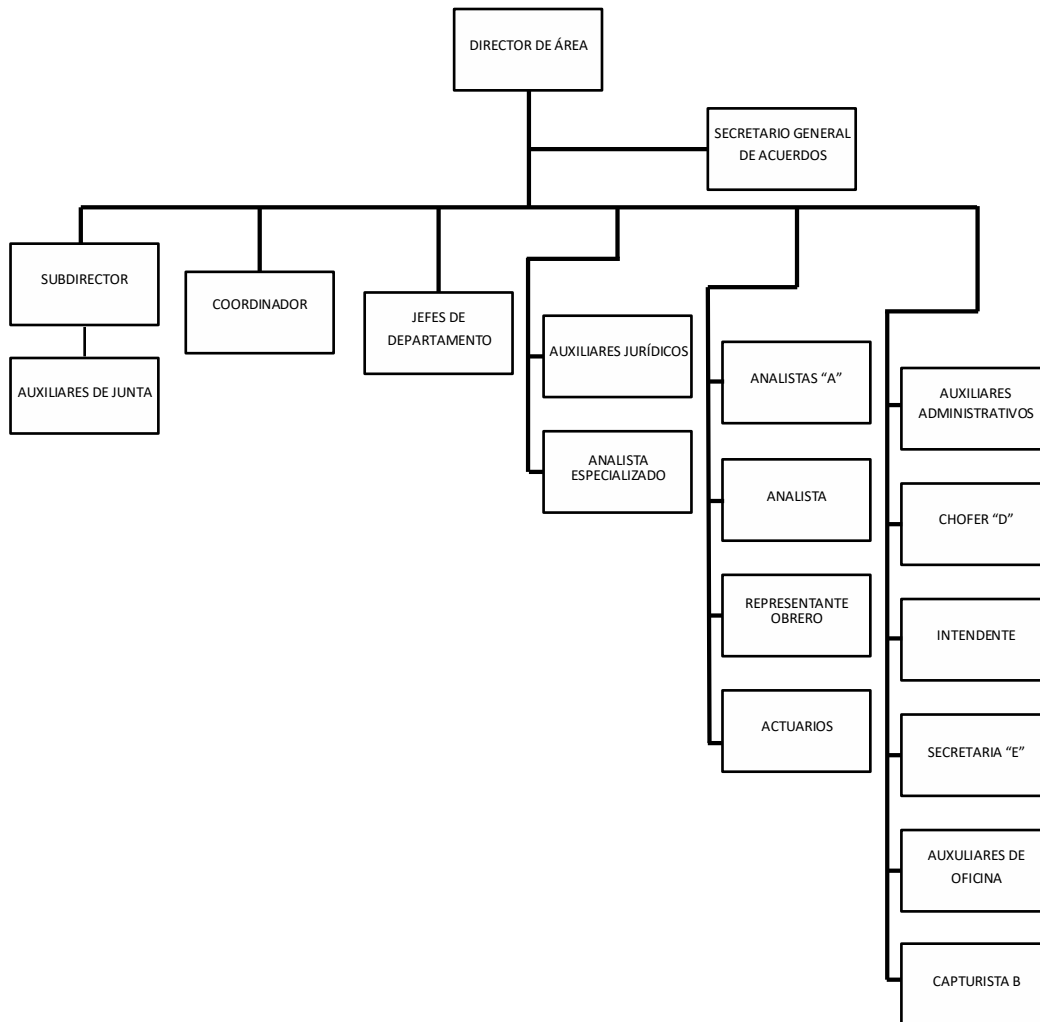 DIRECTOR DE ÁREA
SECRETARIO GENERAL
DE ACUERDOS
SUBDIRECTOR
AUXILIARES DE JUNTA
COORDINADOR
JEFES DE
DEPARTAMENTO
AUXILIARES JURÍDICOS
ANALISTA
ESPECIALIZADO
ANALISTAS “A”
ANALISTA
REPRESENTANTE
OBRERO
ACTUARIOS
AUXILIARES
ADMINISTRATIVOS
CHOFER “D”
INTENDENTE
SECRETARIA “E”
AUXULIARES DE
OFICINA
CAPTURISTA B